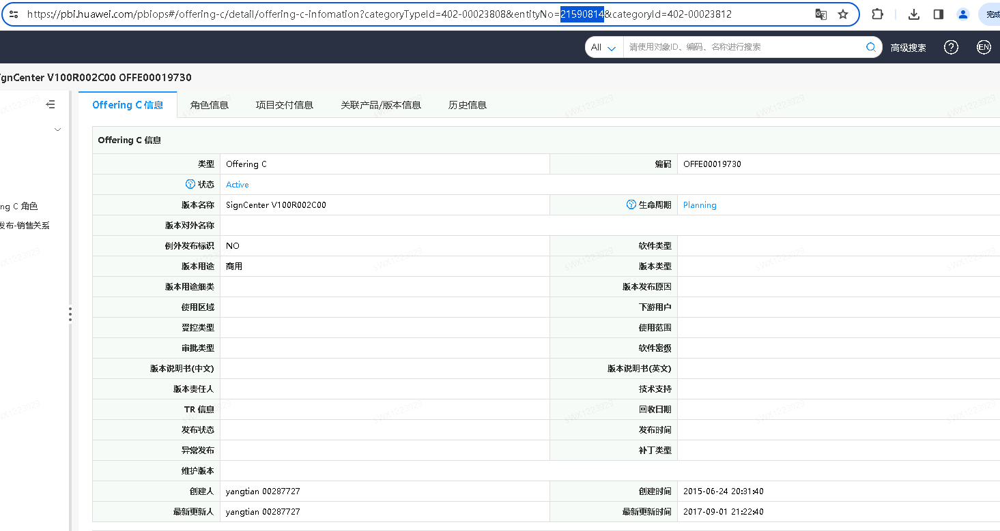 https://pbi.huawei.com/pbiops#/offering-c/detail/offering-c-infomation?categoryTypeId=402-00023808&entityNo=21590814&categoryId=402-00023812
完成
All 请使用对象ID、编码、名称进行搜索 高级搜索 ? EN
ignCenter V100R002C00 OFFE00019730
Offering C 信息 角色信息 项目交付信息 关联产品/版本信息 历史信息
ng C 角色
发布-销售关系
Offering C 信息
类型 Offering C 编码 OFFE00019730
? 状态 Active
版本名称 SignCenter V100R002C00 ? 生命周期 Planning
版本对外名称
例外发布标识 NO 软件类型
版本用途 商用 版本类型
版本用途细类 版本发布原因
使用区域 下游用户
受控类型 使用范围
审批类型 软件密级
版本说明书(中文) 版本说明书(英文)
版本责任人 技术支持
TR 信息 回收日期
发布状态 发布时间
异常发布 补丁类型
维护版本
创建人 yangtian 00287727 创建时间 2015-06-24 20:31:40
最新更新人 yangtian 00287727 最新更新时间 2017-09-01 21:22:40
sWX1223029